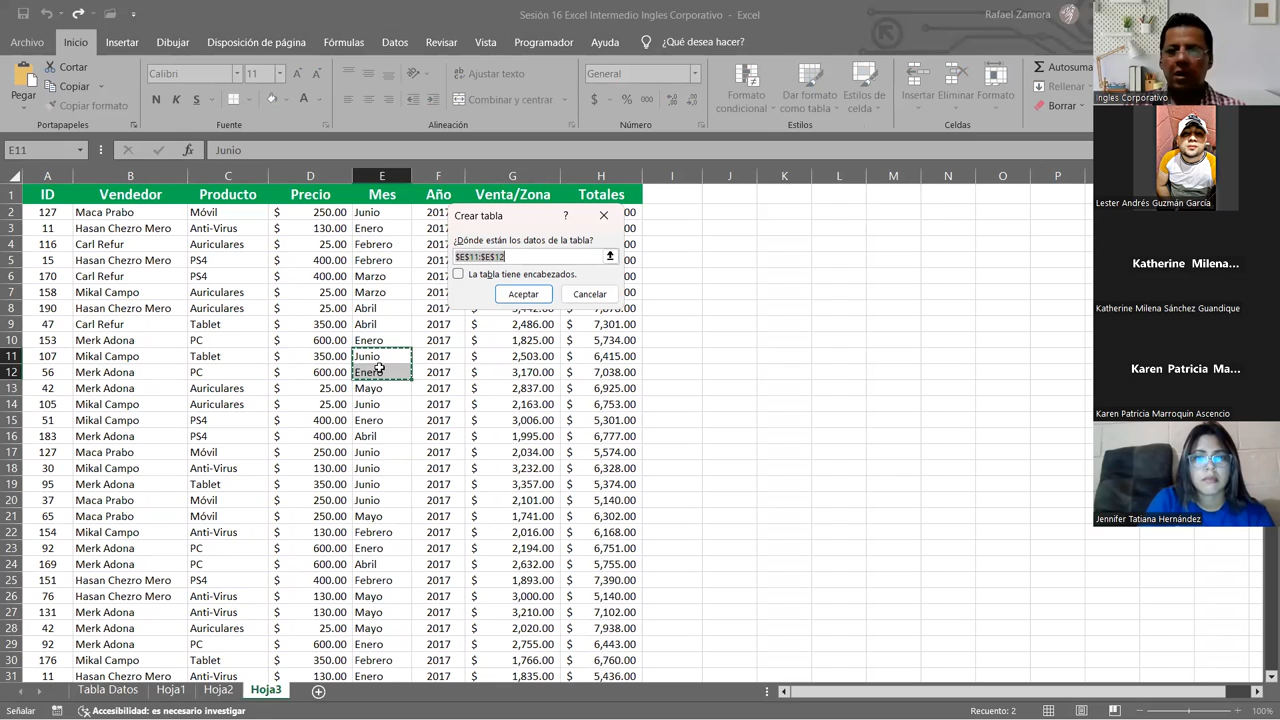 Sesión 16 Excel Intermedio Ingles Corporativo - Excel
Rafael Zamora
Archivo Inicio Insertar Dibujar Disposición de página Fórmulas Datos Revisar Vista Programador Ayuda ¿Qué desea hacer?
Pegar
Cortar
Copiar
Copiar formato
Portapapeles
Calibri 11
N K S
Fuente
Ajustar texto
Combinar y centrar
Alineación
General
$ % 000
Número
Formato condicional
Dar formato como tabla
Estilos de celda
Estilos
Insertar Eliminar Formato
Celdas
Autosuma
Rellenar
Borrar
E11 fx Junio
A B C D E F G H I J K L M N O P
1 ID Vendedor Producto Precio Mes Año Venta/Zona Totales
2 127 Maca Prabo Móvil $ 250.00 Junio 2017
3 11 Hasan Chezro Mero Anti-Virus $ 130.00 Enero
4 116 Carl Refur Auriculares $ 25.00 Febrero
5 15 Hasan Chezro Mero Auriculares $ 25.00 Febrero
6 170 Carl Refur PS4 $ 400.00 Marzo
7 158 Mikal Campo Auriculares $ 25.00 Marzo
8 190 Hasan Chezro Mero Auriculares $ 25.00 Abril
9 47 Carl Refur Tablet $ 350.00 Abril 2017 $ 2,486.00 $ 7,301.00
10 153 Merk Adona PC $ 600.00 Enero 2017 $ 1,825.00 $ 5,734.00
11 107 Mikal Campo Tablet $ 350.00 Junio 2017 $ 2,503.00 $ 6,415.00
12 56 Merk Adona PC $ 600.00 Enero 2017 $ 3,170.00 $ 7,038.00
13 42 Merk Adona Auriculares $ 25.00 Mayo 2017 $ 2,837.00 $ 6,925.00
14 105 Mikal Campo Auriculares $ 25.00 Junio 2017 $ 2,163.00 $ 6,753.00
15 51 Mikal Campo PS4 $ 400.00 Enero 2017 $ 3,006.00 $ 5,301.00
16 183 Merk Adona PS4 $ 400.00 Abril 2017 $ 1,995.00 $ 6,777.00
17 127 Maca Prabo Móvil $ 250.00 Junio 2017 $ 2,034.00 $ 5,574.00
18 30 Mikal Campo Anti-Virus $ 130.00 Enero 2017 $ 3,232.00 $ 6,328.00
19 95 Merk Adona Tablet $ 350.00 Junio 2017 $ 3,357.00 $ 5,374.00
20 37 Maca Prabo Móvil $ 250.00 Junio 2017 $ 2,101.00 $ 5,140.00
21 65 Maca Prabo Móvil $ 250.00 Mayo 2017 $ 1,741.00 $ 6,302.00
22 154 Mikal Campo Anti-Virus $ 130.00 Febrero 2017 $ 2,016.00 $ 6,168.00
23 92 Merk Adona PC $ 600.00 Enero 2017 $ 2,194.00 $ 6,751.00
24 169 Merk Adona PC $ 600.00 Abril 2017 $ 2,632.00 $ 5,755.00
25 151 Hasan Chezro Mero PS4 $ 400.00 Febrero 2017 $ 1,893.00 $ 7,390.00
26 76 Hasan Chezro Mero Anti-Virus $ 130.00 Mayo 2017 $ 3,000.00 $ 5,140.00
27 131 Merk Adona Anti-Virus $ 130.00 Mayo 2017 $ 3,210.00 $ 7,102.00
28 42 Merk Adona Auriculares $ 25.00 Mayo 2017 $ 2,020.00 $ 7,938.00
29 92 Merk Adona PC $ 600.00 Enero 2017 $ 2,755.00 $ 6,443.00
30 176 Mikal Campo Tablet $ 350.00 Febrero 2017 $ 1,766.00 $ 6,760.00
31 11 Hasan Chezro Mero Anti-Virus $ 130.00 Enero 2017 $ 1,835.00 $ 5,436.00
Crear tabla ?
¿Dónde están los datos de la tabla?
$E$11:$E$12
La tabla tiene encabezados.
Aceptar Cancelar
Tabla Datos Hoja1 Hoja2 Hoja3
Señalar Accesibilidad: es necesario investigar Recuento: 2 100%
Ingles Corporativo
Lester Andrés Guzmán García
Katherine Milena...
Katherine Milena Sánchez Guandique
Karen Patricia Ma...
Karen Patricia Marroquin Ascencio
Jennifer Tatiana Hernández